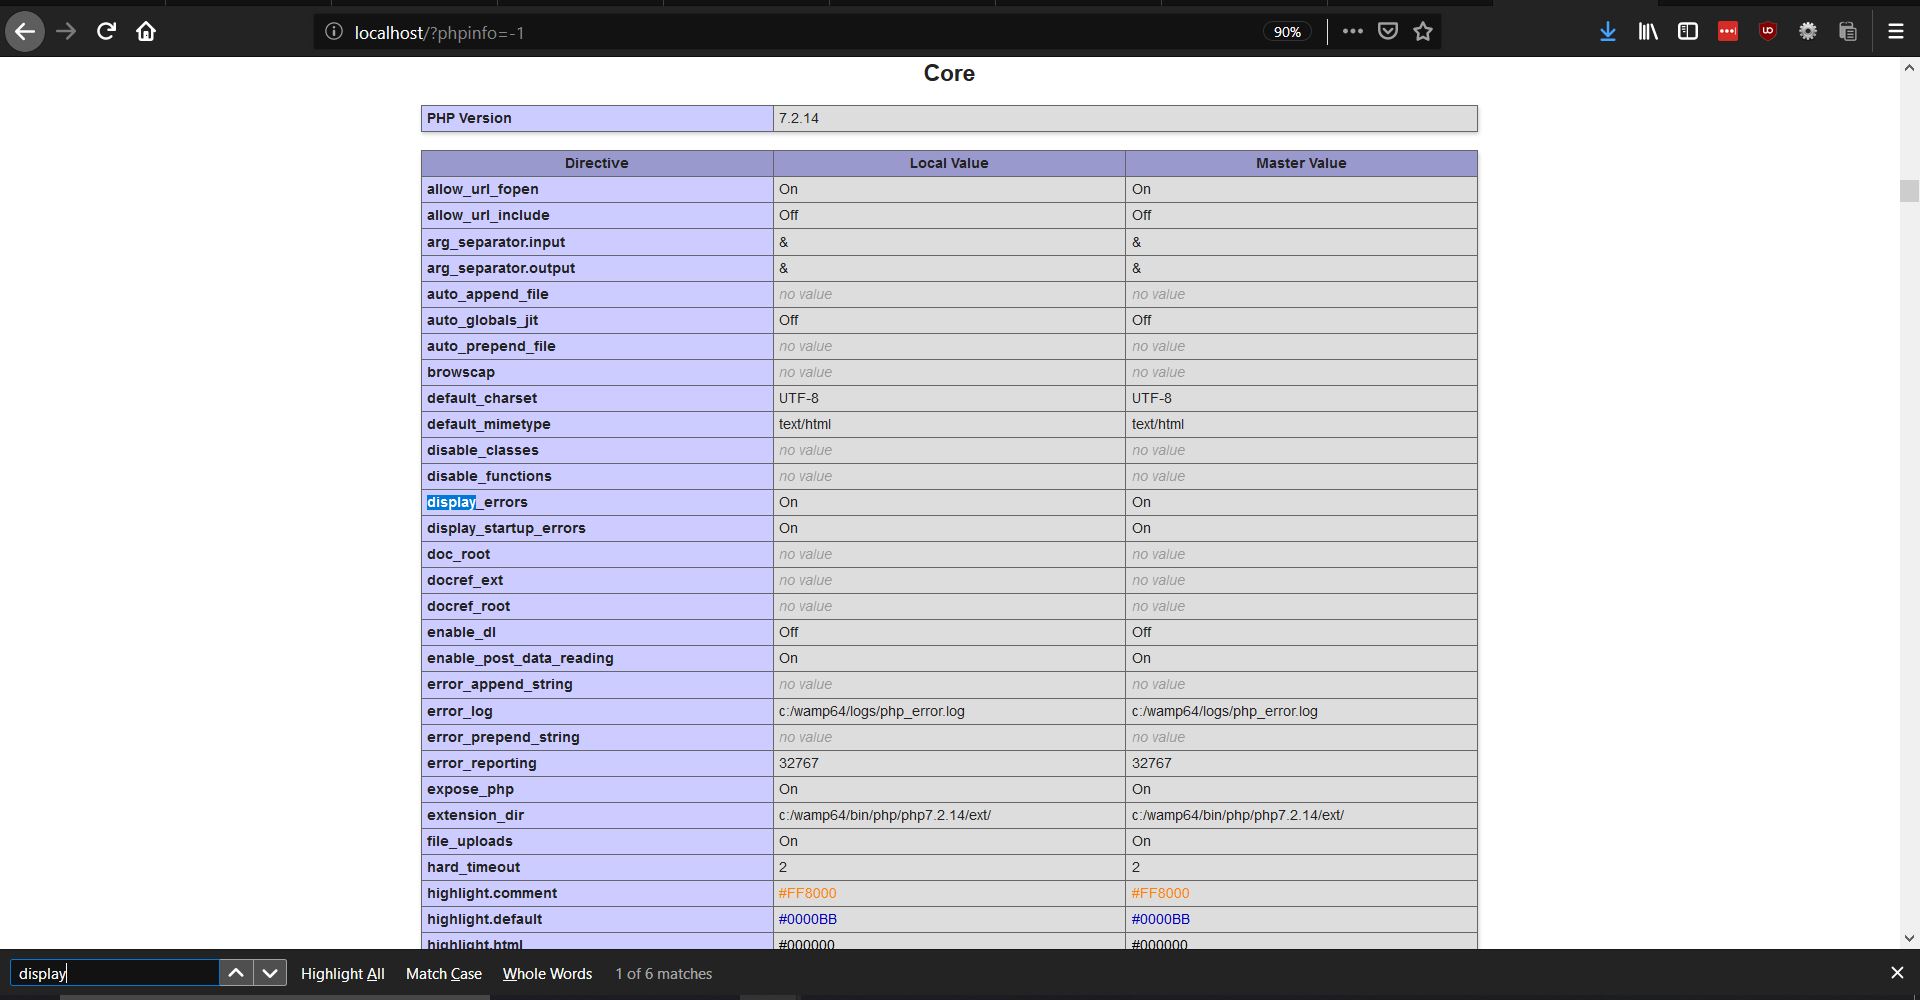 localhost/?phpinfo=-1
90%
Core
PHP Version 7.2.14
Directive Local Value Master Value
allow_url_fopen On On
allow_url_include Off Off
arg_separator.input & &
arg_separator.output & &
auto_append_file no value no value
auto_globals_jit Off Off
auto_prepend_file no value no value
browscap no value no value
default_charset UTF-8 UTF-8
default_mimetype text/html text/html
disable_classes no value no value
disable_functions no value no value
display_errors On On
display_startup_errors On On
doc_root no value no value
docref_ext no value no value
docref_root no value no value
enable_dl Off Off
enable_post_data_reading On On
error_append_string no value no value
error_log c:/wamp64/logs/php_error.log c:/wamp64/logs/php_error.log
error_prepend_string no value no value
error_reporting 32767 32767
expose_php On On
extension_dir c:/wamp64/bin/php/php7.2.14/ext/ c:/wamp64/bin/php/php7.2.14/ext/
file_uploads On On
hard_timeout 2 2
highlight.comment #FF8000 #FF8000
highlight.default #0000BB #0000BB
highlight.html #000000 #000000
display Highlight All Match Case Whole Words 1 of 6 matches